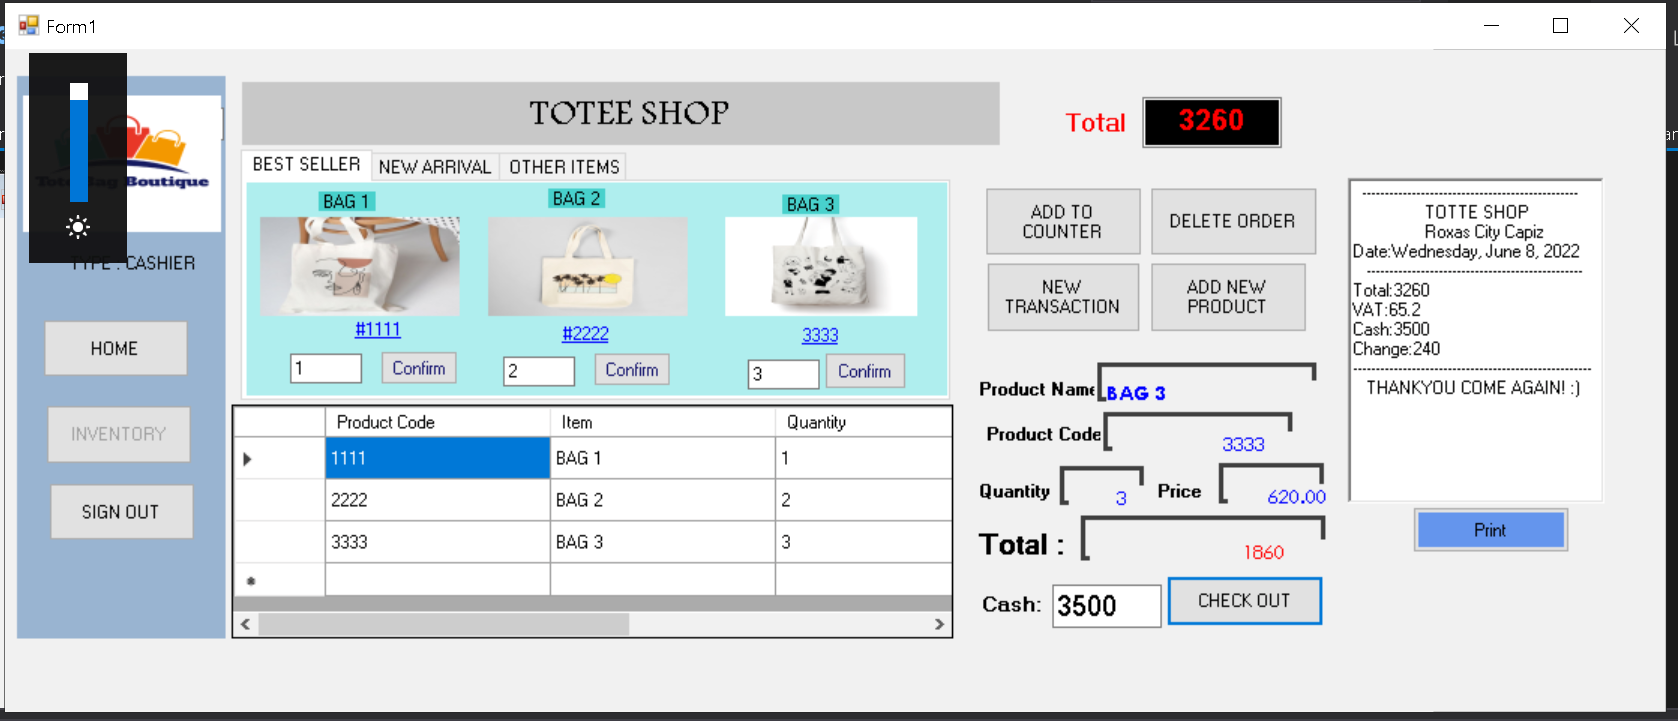 Form1
Tote Bag Boutique
TYPE : CASHIER
HOME
INVENTORY
SIGN OUT
TOTEE SHOP
Total 3260
BEST SELLER NEW ARRIVAL OTHER ITEMS
BAG 1 BAG 2 BAG 3
#1111 #2222 3333
1 Confirm 2 Confirm 3 Confirm
Product Code Item Quantity
1111 BAG 1 1
2222 BAG 2 2
3333 BAG 3 3
ADD TO
COUNTER
DELETE ORDER
NEW
TRANSACTION
ADD NEW
PRODUCT
Product Name BAG 3
Product Code 3333
Quantity 3 Price 620.00
Total : 1860
Cash: 3500 CHECK OUT
----------------------------------------------------
TOTTE SHOP
Roxas City Capiz
Date:Wednesday, June 8, 2022
----------------------------------------------------
Total:3260
VAT:65.2
Cash:3500
Change:240
----------------------------------------------------
THANKYOU COME AGAIN! :)
Print